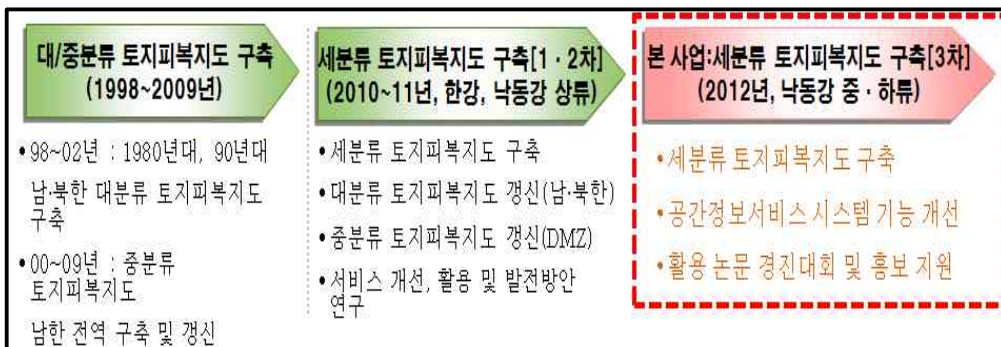 대/중분류 토지피복지도 구축
(1998~2009년)
•98~02년 : 1980년대, 90년대
남·북한 대분류 토지피복지도
구축
•00~09년 : 중분류
토지피복지도
남한 전역 구축 및 갱신
세분류 토지피복지도 구축[1·2차]
(2010~11년, 한강, 낙동강 상류)
•세분류 토지피복지도 구축
•대분류 토지피복지도 갱신(남·북한)
•중분류 토지피복지도 갱신(DMZ)
•서비스 개선, 활용 및 발전방안
연구
본 사업:세분류 토지피복지도 구축[3차]
(2012년, 낙동강 중·하류)
•세분류 토지피복지도 구축
•공간정보서비스 시스템 기능 개선
•활용 논문 경진대회 및 홍보 지원